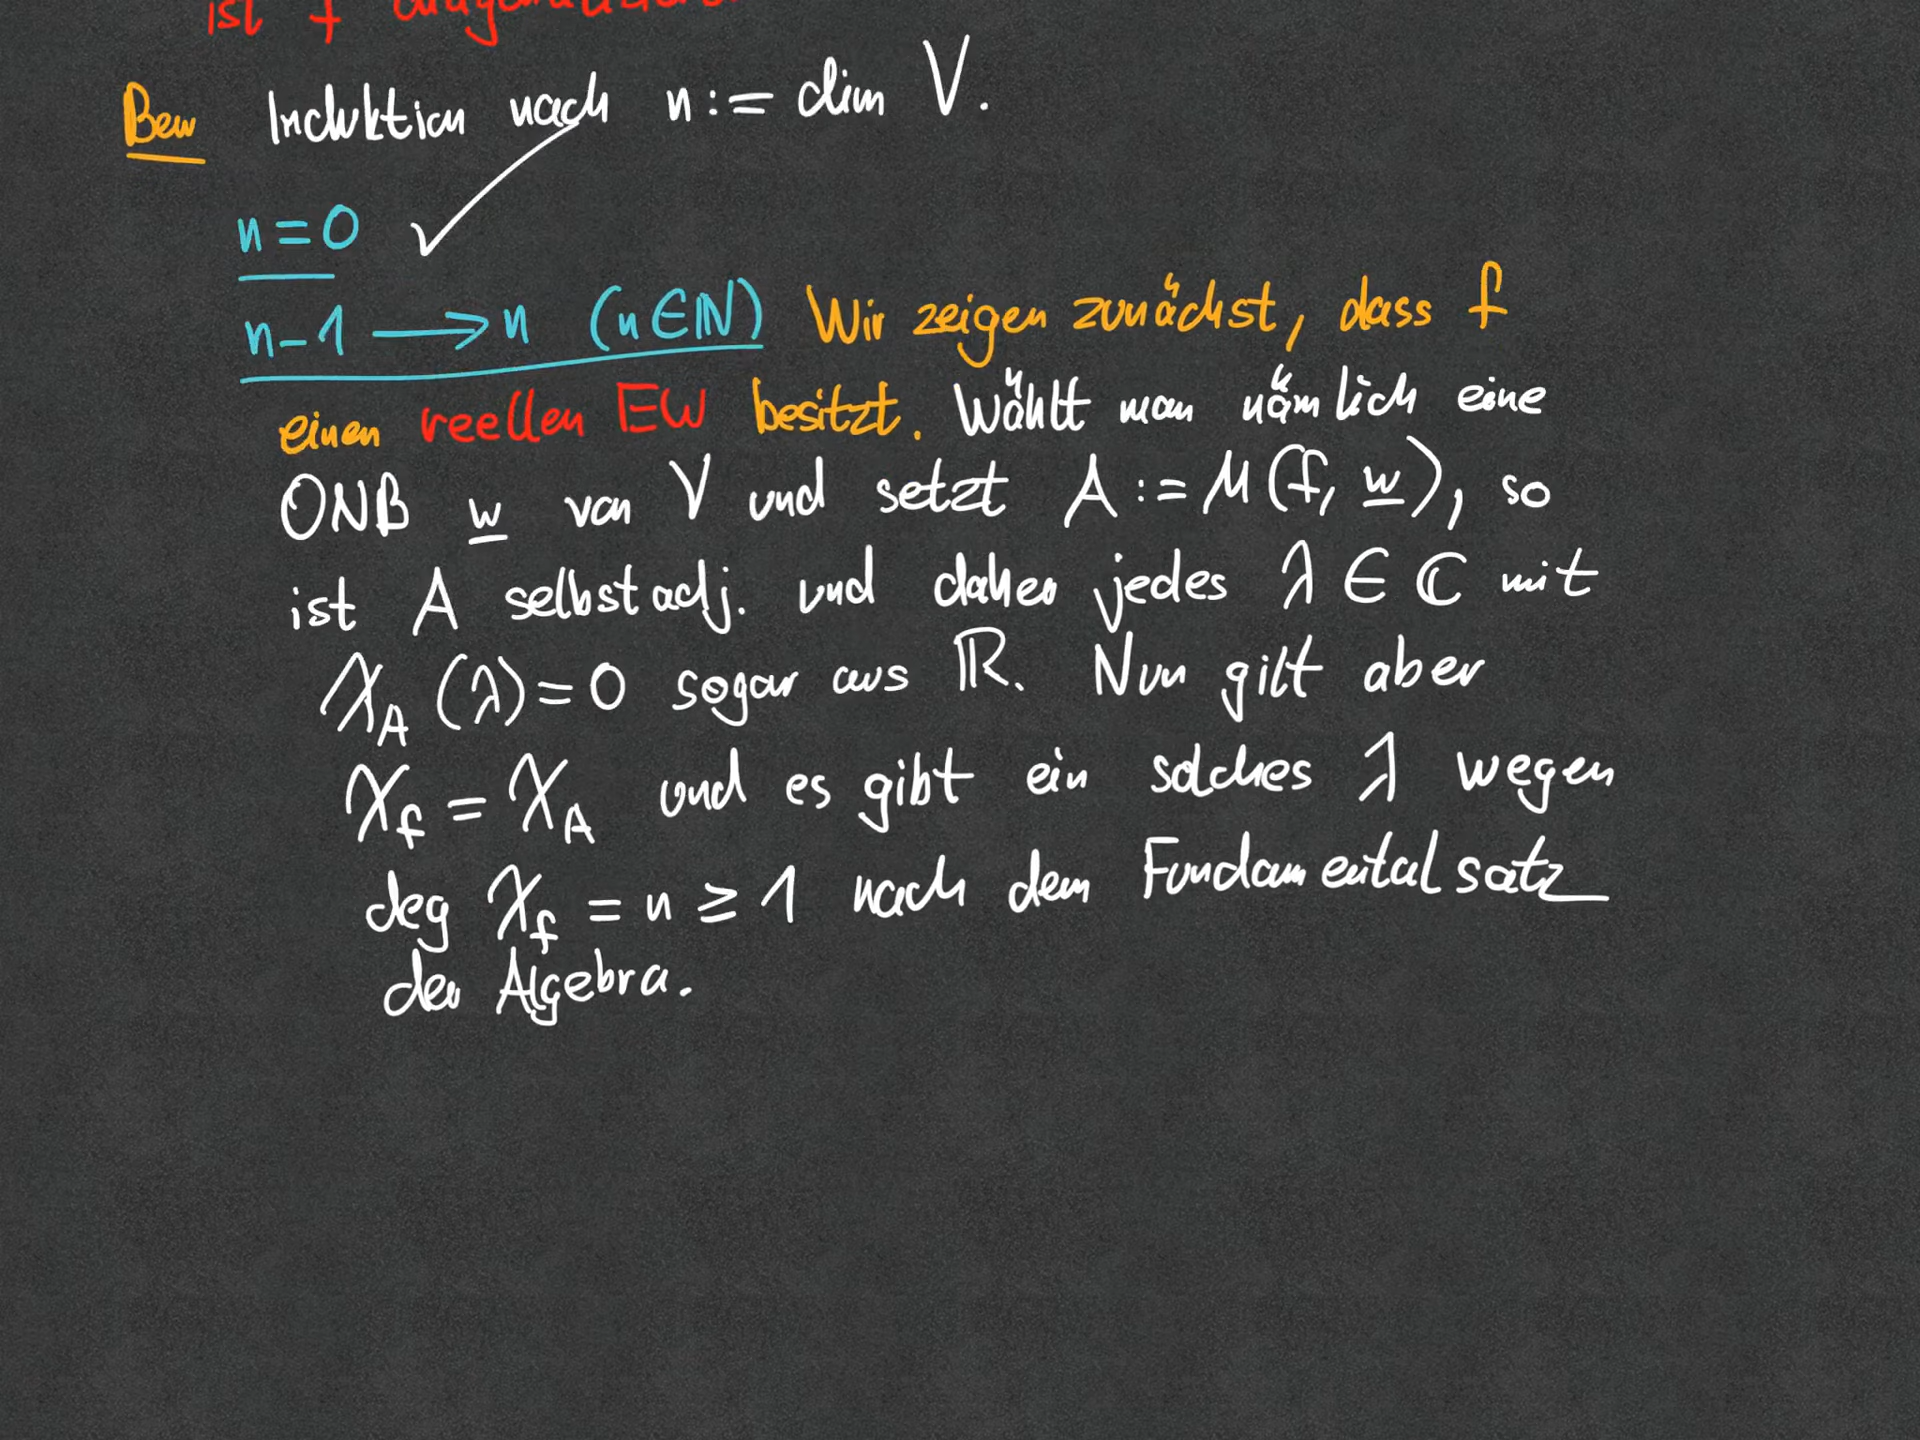 ist f
Bew Induktion nach n := dim V.
n=0 ✓
n-1 ⟶ n (n∈ℕ) Wir zeigen zunächst, dass f
einen reellen EW besitzt. Wählt man nämlich eine
ONB w von V und setzt A := M(f, w), so
ist A selbstadj. und daher jedes λ ∈ ℂ mit
χ_A (λ) = 0 sogar aus ℝ. Nun gilt aber
χ_f = χ_A und es gibt ein solches λ wegen
deg χ_f = n ≥ 1 nach dem Fundamentalsatz
der Algebra.